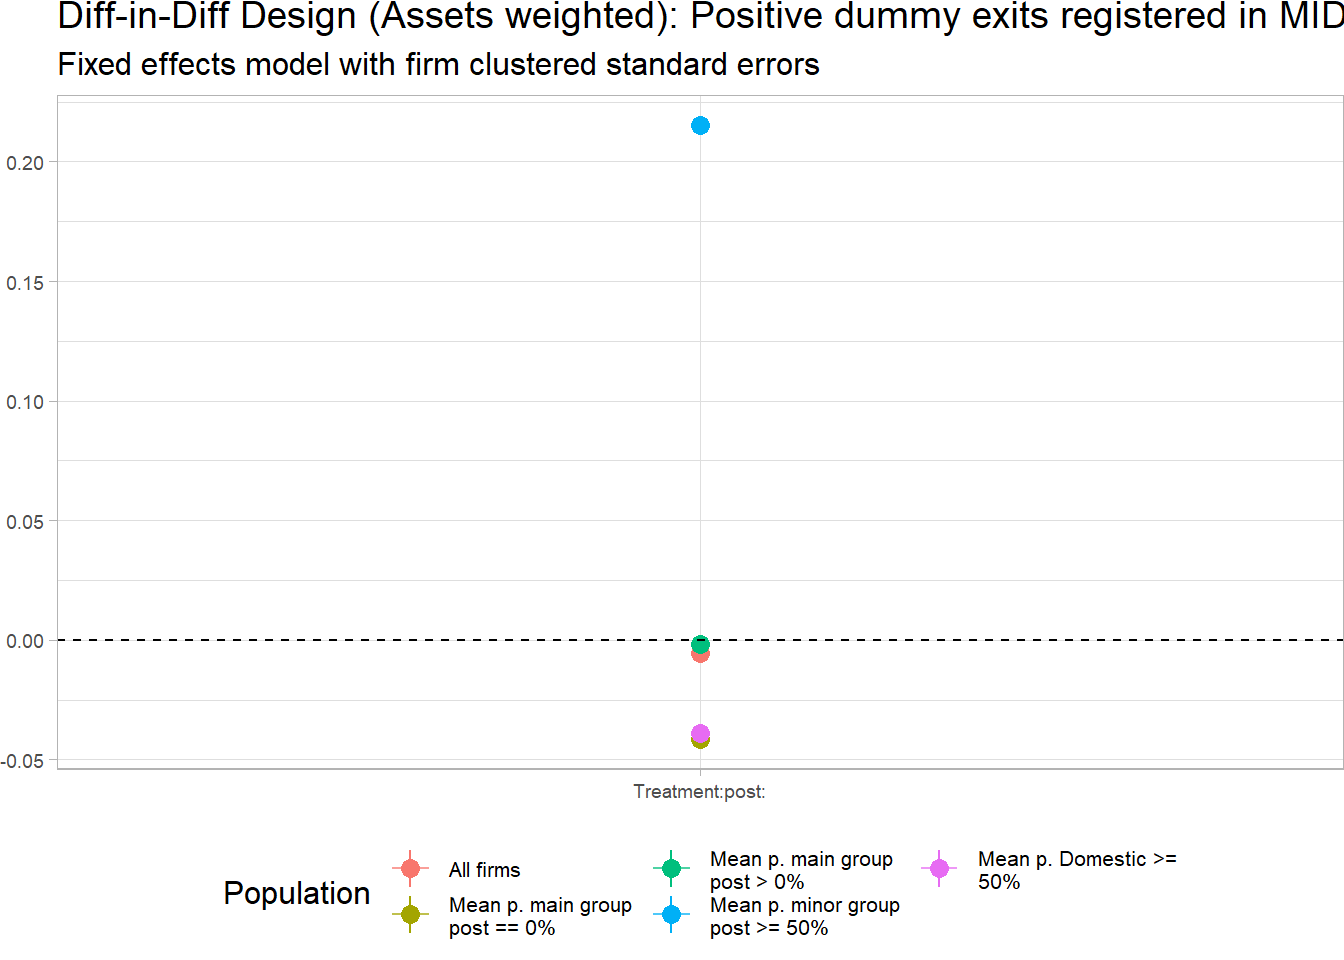 Diff-in-Diff Design (Assets weighted): Positive dummy exits registered in MID
Fixed effects model with firm clustered standard errors
0.20
0.15
0.10
0.05
0.00
-0.05
Treatment:post:
Population
All firms
Mean p. main group
post == 0%
Mean p. main group
post > 0%
Mean p. minor group
post >= 50%
Mean p. Domestic >=
50%